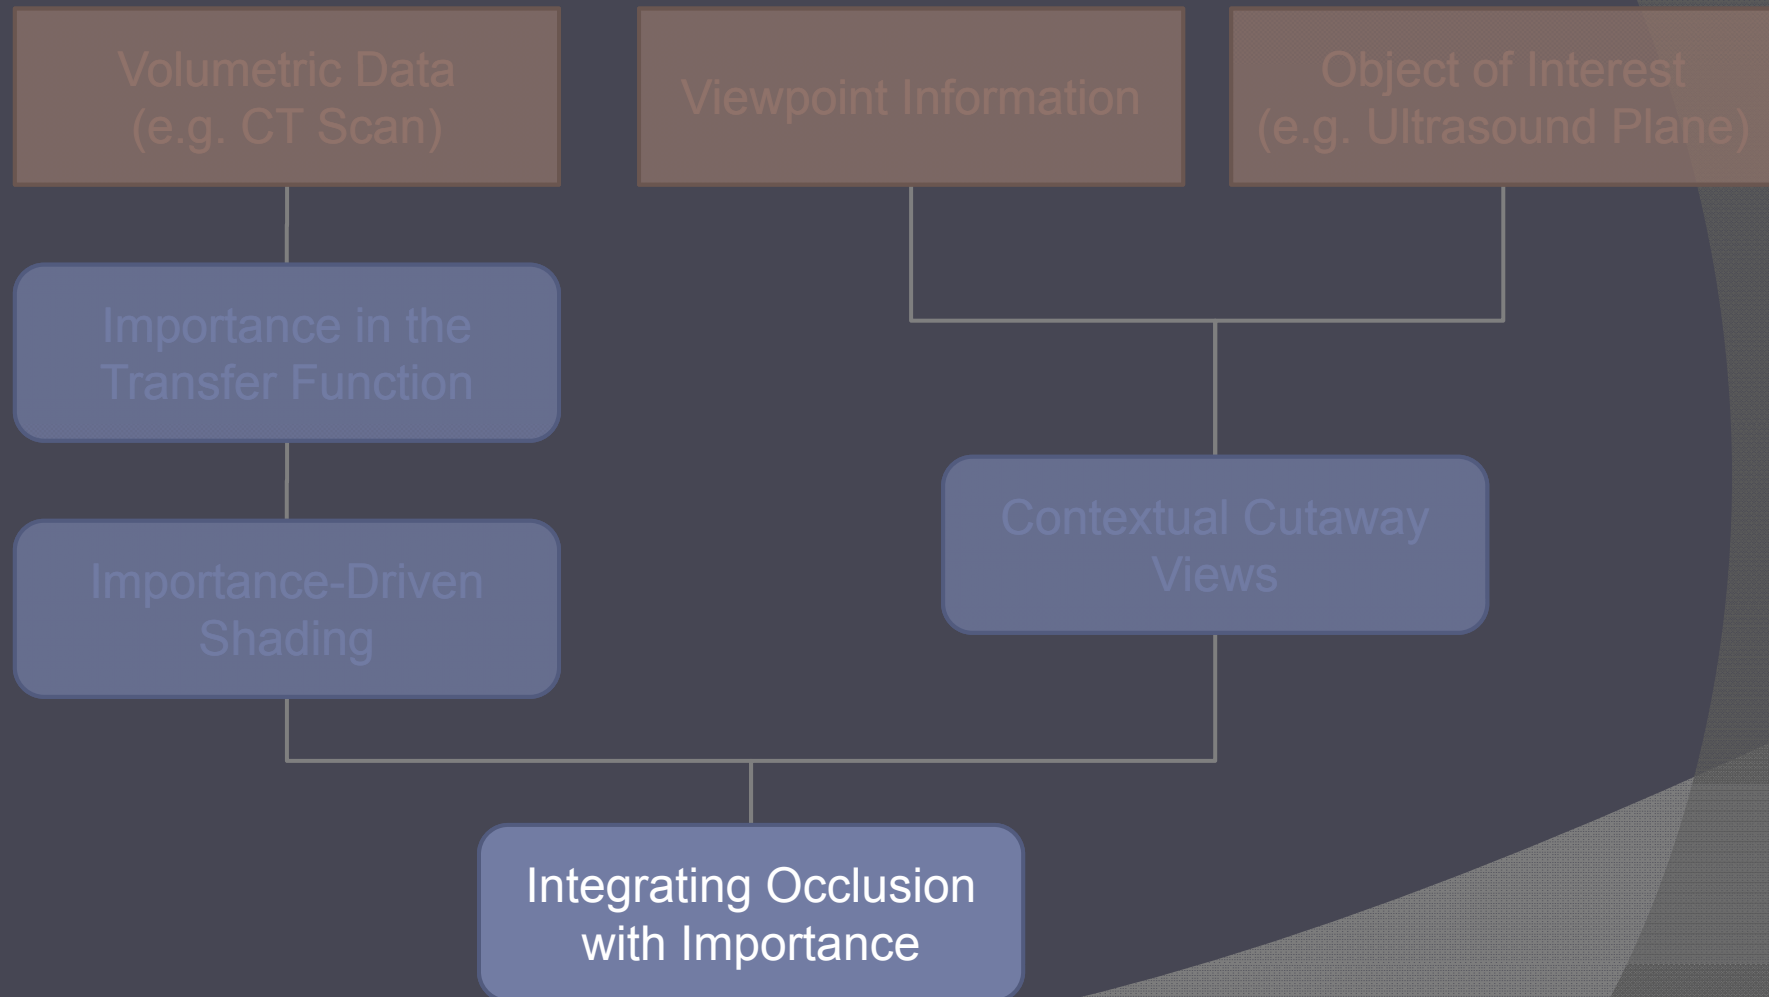 Volumetric Data
(e.g. CT Scan)
Viewpoint Information
Object of Interest
(e.g. Ultrasound Plane)
Importance in the
Transfer Function
Contextual Cutaway
Views
Importance-Driven
Shading
Integrating Occlusion
with Importance